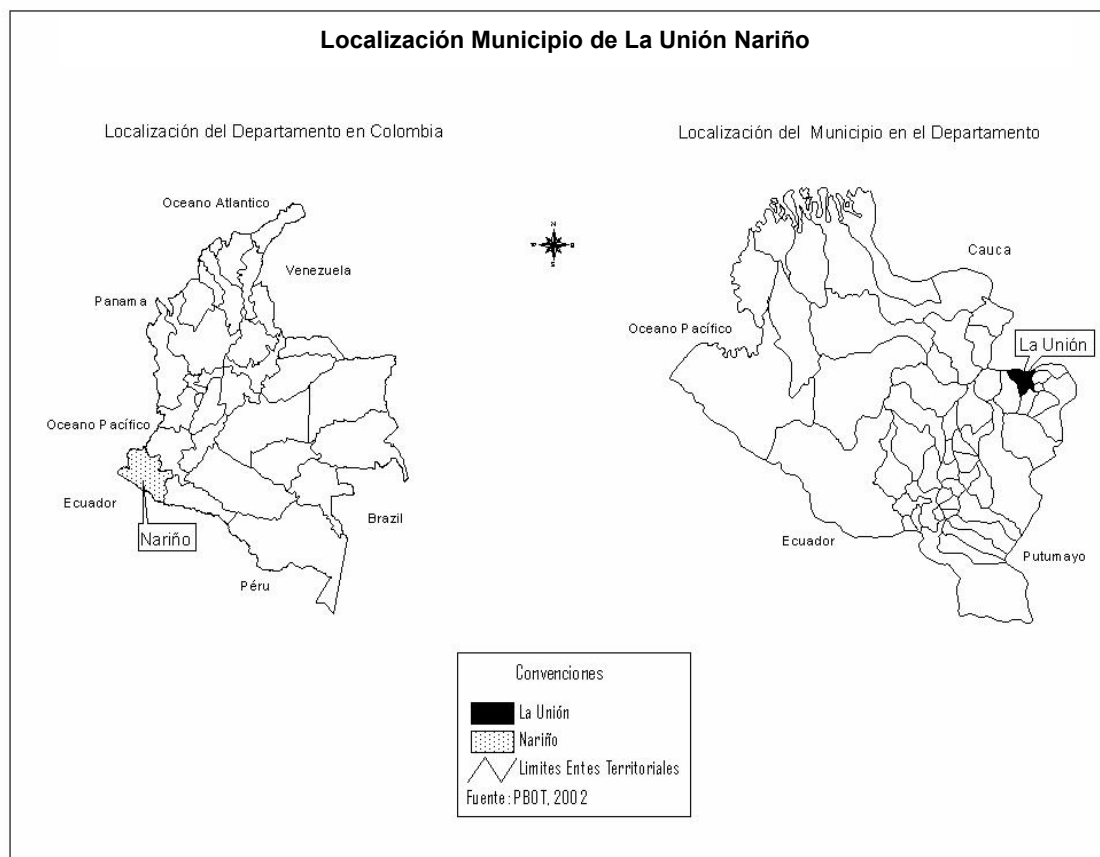 Localización Municipio de La Unión Nariño
Localización del Departamento en Colombia
Oceano Atlantico
Venezuela
Panama
Oceano Pacífico
Ecuador
Nariño
Brazil
Péru
N
W
E
S
Localización del Municipio en el Departamento
Cauca
Oceano Pacífico
La Unión
Ecuador
Putumayo
Convenciones
La Unión
Nariño
Limites Entes Territoriales
Fuente: PBOT, 2002